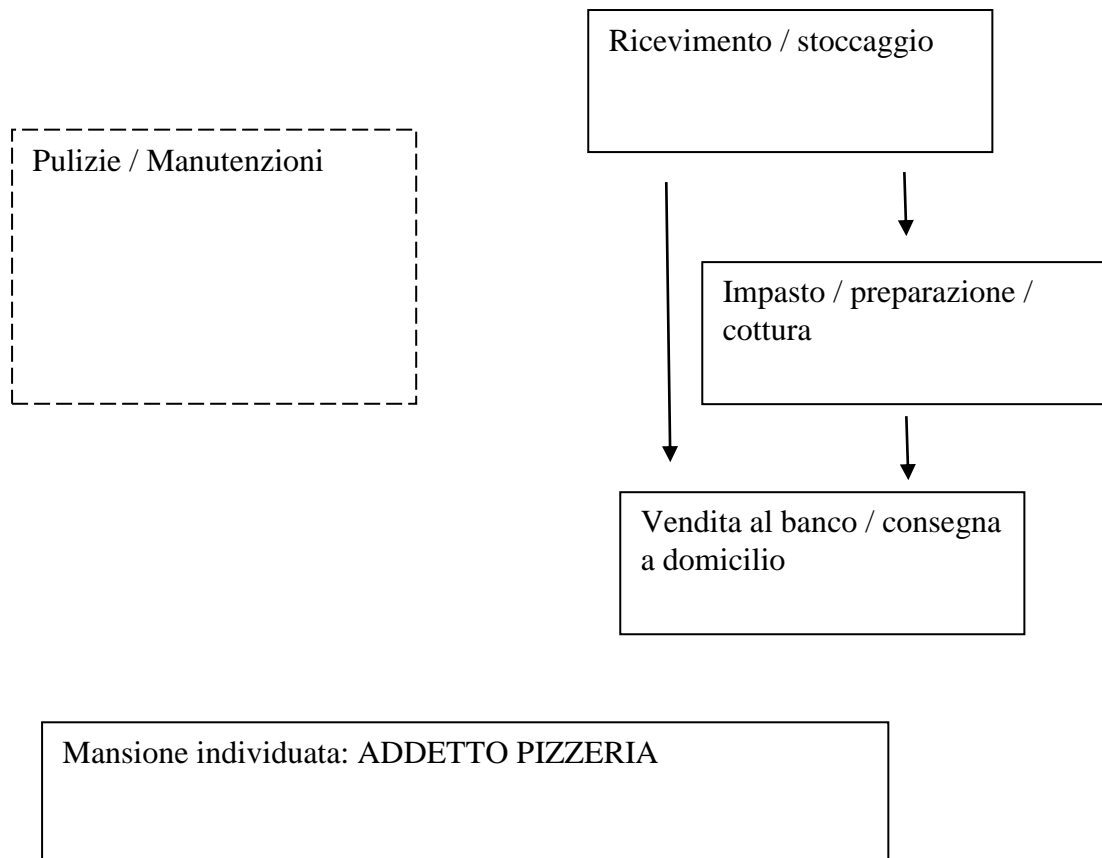 Ricevimento / stoccaggio
Pulizie / Manutenzioni
Impasto / preparazione /
cottura
Vendita al banco / consegna
a domicilio
Mansione individuata: ADDETTO PIZZERIA